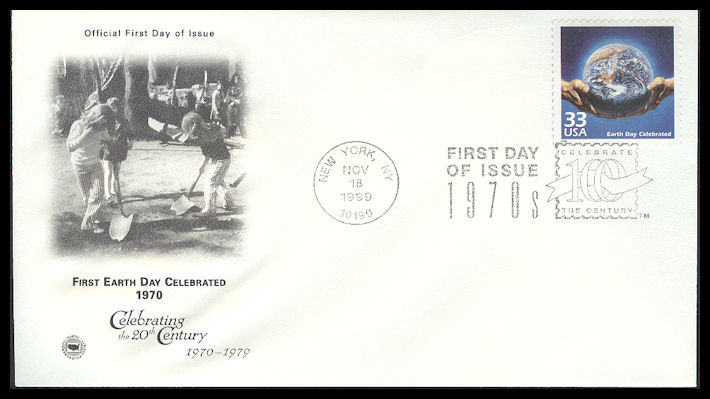 Official First Day of Issue
33
USA
Earth Day Celebrated
NEW YORK, NY
NOV
18
1999
10199
FIRST DAY
OF ISSUE
1970s
CELEBRATE
100
THE CENTURY
TM
FIRST EARTH DAY CELEBRATED
1970
Celebrating
the 20th Century
1970–1979